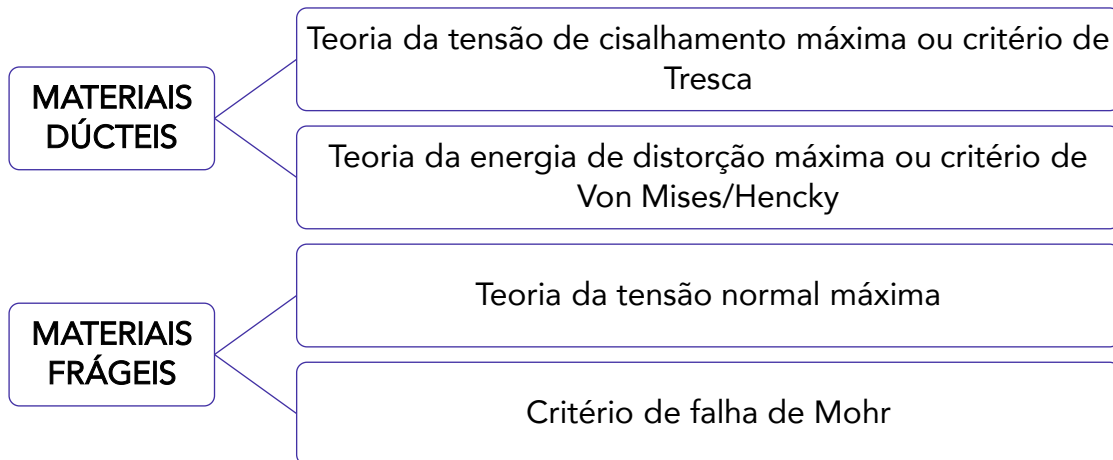 MATERIAIS
DÚCTEIS
Teoria da tensão de cisalhamento máxima ou critério de
Tresca
Teoria da energia de distorção máxima ou critério de
Von Mises/Hencky
MATERIAIS
FRÁGEIS
Teoria da tensão normal máxima
Critério de falha de Mohr